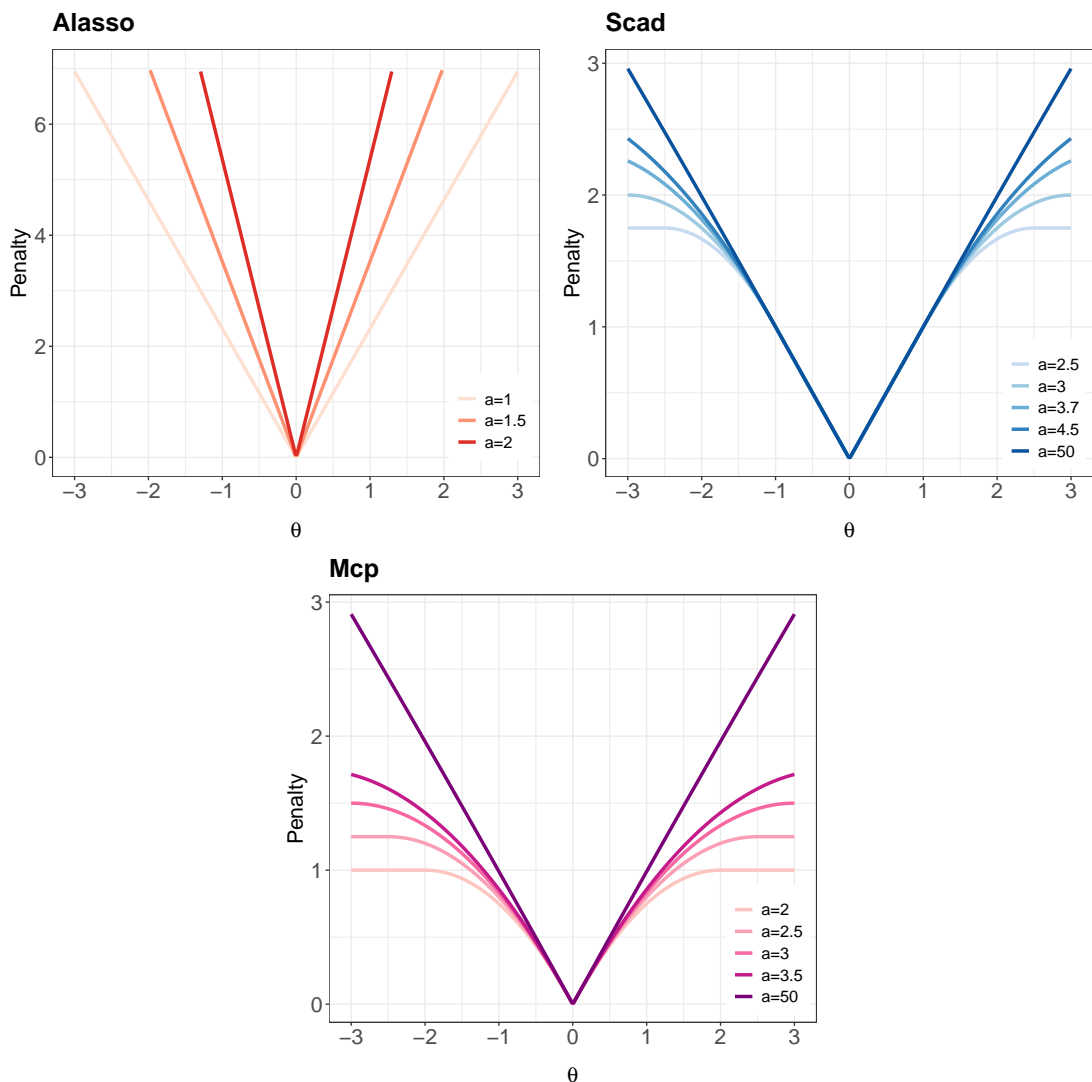 Alasso
Penalty
6
4
2
0
−3 −2 −1 0 1 2 3
θ
a=1
a=1.5
a=2
Scad
Penalty
3
2
1
0
−3 −2 −1 0 1 2 3
θ
a=2.5
a=3
a=3.7
a=4.5
a=50
Mcp
Penalty
3
2
1
0
−3 −2 −1 0 1 2 3
θ
a=2
a=2.5
a=3
a=3.5
a=50